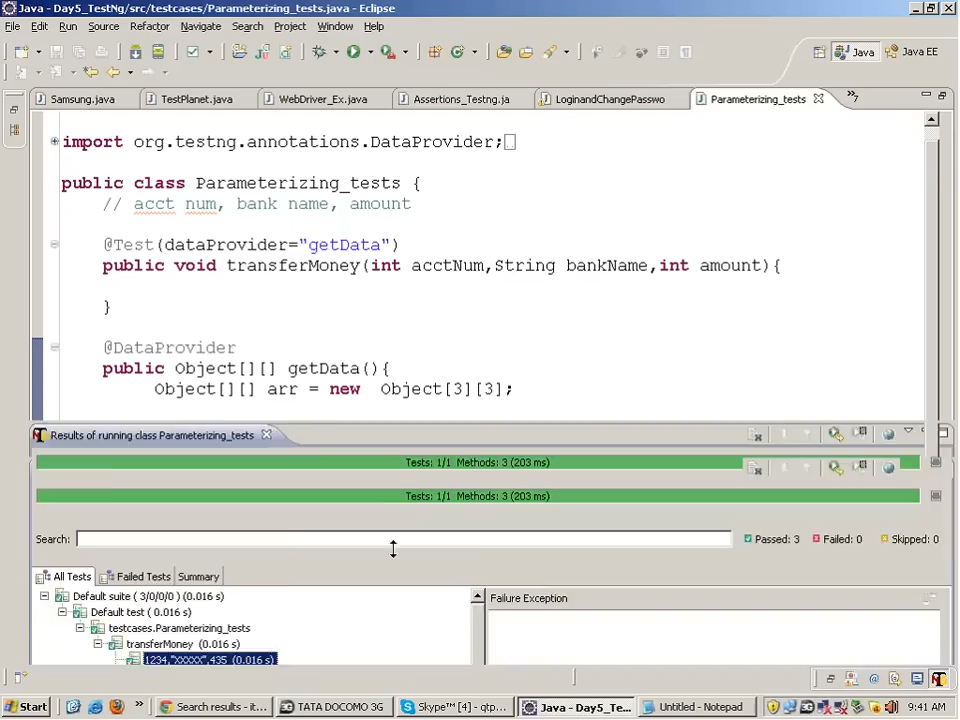 Java - Day5_TestNg/src/testcases/Parameterizing_tests.java - Eclipse
File Edit Run Source Refactor Navigate Search Project Window Help
Java Java EE
Samsung.java TestPlanet.java WebDriver_Ex.java Assertions_Testng.ja LoginandChangePasswo Parameterizing_tests 7
import org.testng.annotations.DataProvider;
public class Parameterizing_tests {
// acct num, bank name, amount
@Test(dataProvider="getData")
public void transferMoney(int acctNum,String bankName,int amount){
}
@DataProvider
public Object[][] getData(){
Object[][] arr = new Object[3][3];
Results of running class Parameterizing_tests
Tests: 1/1 Methods: 3 (203 ms)
Tests: 1/1 Methods: 3 (203 ms)
Search: Passed: 3 Failed: 0 Skipped: 0
All Tests Failed Tests Summary
Default suite ( 3/0/0/0 ) (0.016 s) Failure Exception
Default test ( 0.016 s)
testcases.Parameterizing_tests
transferMoney (0.016 s)
1234,"XXXXX",435 (0.016 s)
Start Search results - it... TATA DOCOMO 3G Skype™ [4] - qtp... Java - Day5_Te... Untitled - Notepad 9:41 AM